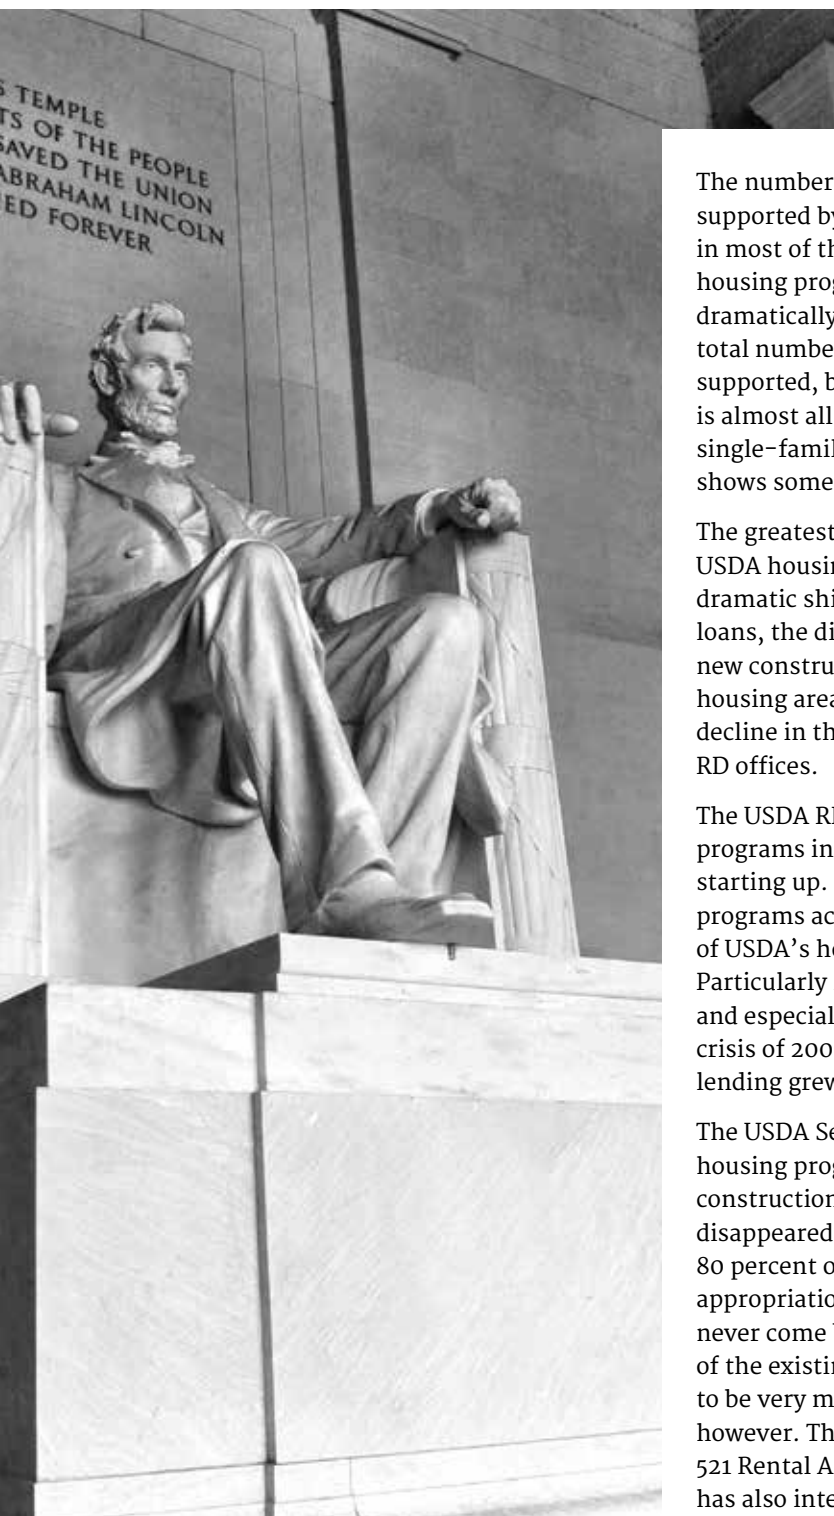 S TEMPLE
TS OF THE PEOPLE
SAVED THE UNION
ABRAHAM LINCOLN
ED FOREVER
The number
supported by
in most of th
housing prog
dramatically
total numbe
supported, b
is almost all
single-famil
shows some
The greatest
USDA housin
dramatic shi
loans, the di
new constru
housing area
decline in th
RD offices.
The USDA RD
programs in
starting up.
programs ac
of USDA's ho
Particularly
and especial
crisis of 200
lending grew
The USDA Se
housing prog
construction
disappeared
80 percent o
appropriatio
never come
of the existin
to be very m
however. Th
521 Rental A
has also inte